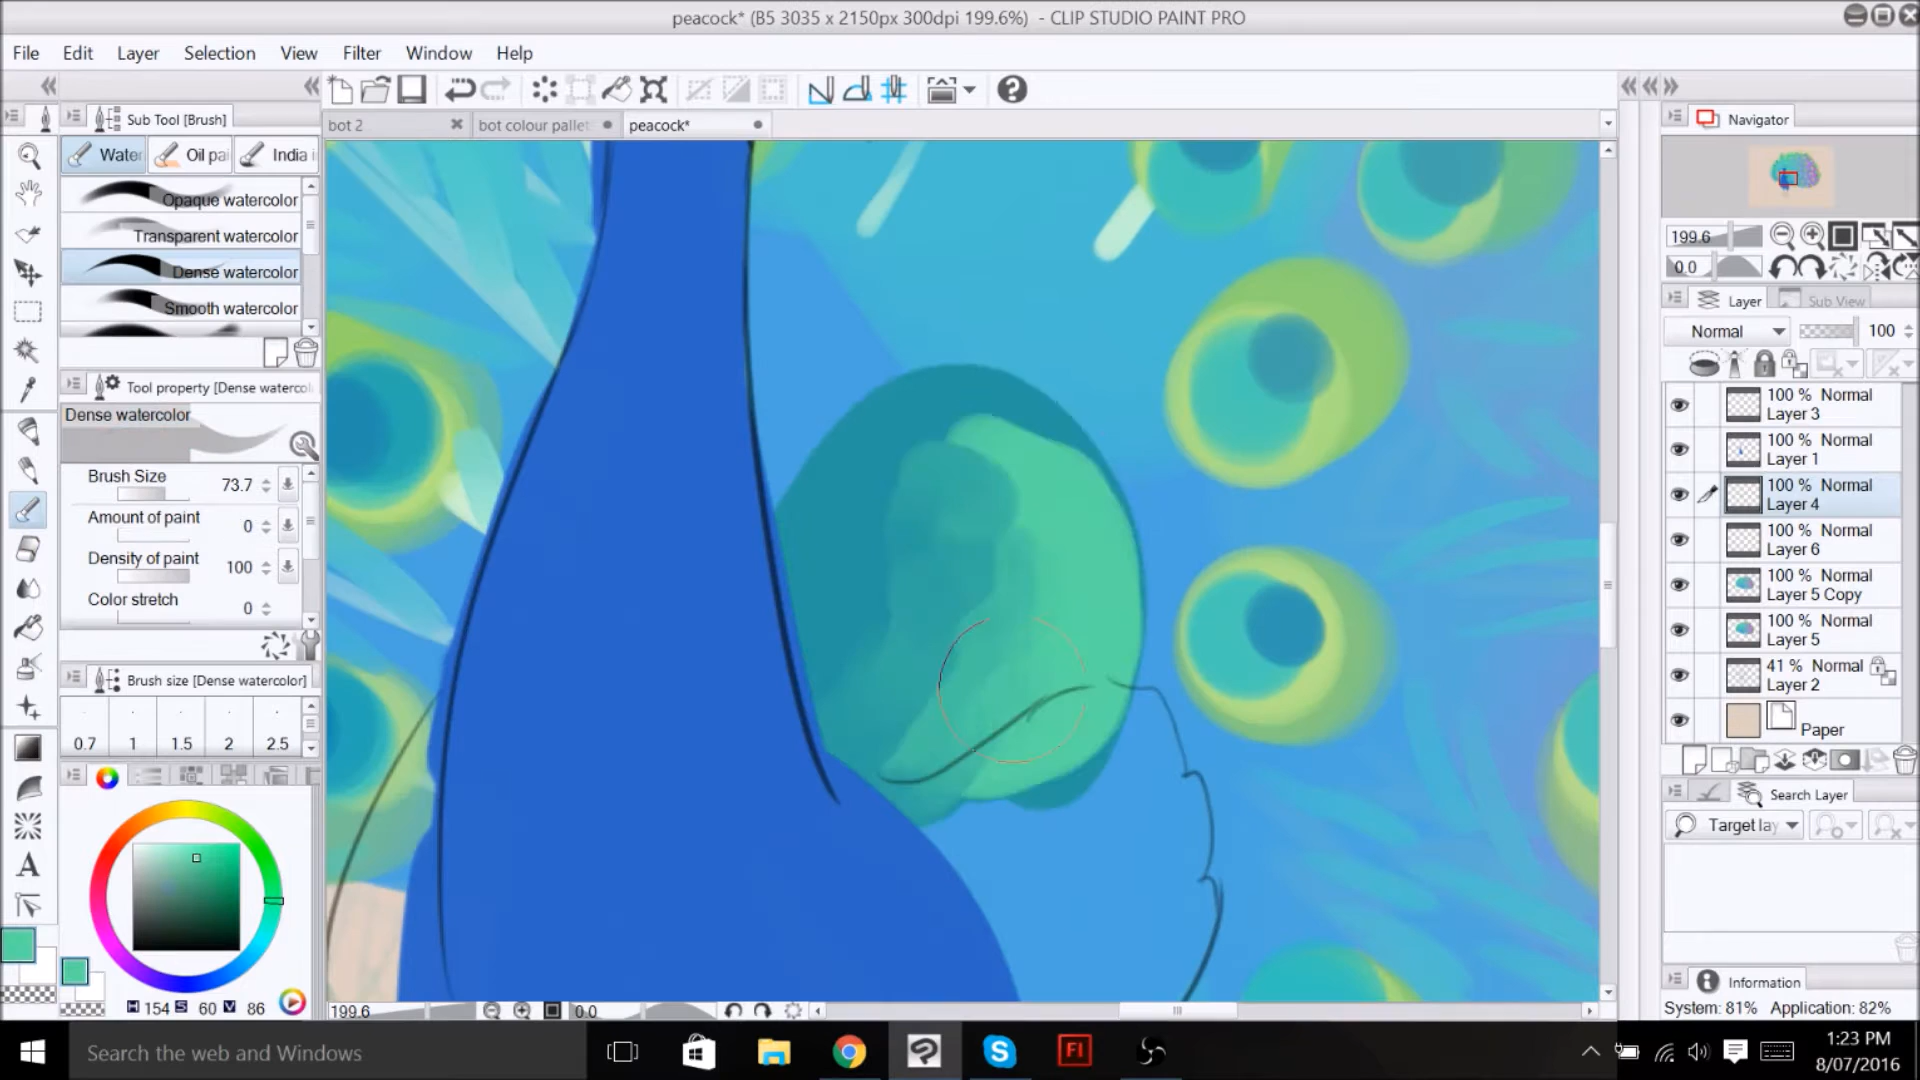 peacock* (B5 3035 x 2150px 300dpi 199.6%) - CLIP STUDIO PAINT PRO
File Edit Layer Selection View Filter Window Help
Sub Tool [Brush]
bot 2
bot colour pallet
peacock*
Water
Oil pai
India i
Opaque watercolor
Transparent watercolor
Dense watercolor
Smooth watercolor
Tool property [Dense watercolo
Dense watercolor
Brush Size 73.7
Amount of paint 0
Density of paint 100
Color stretch 0
Brush size [Dense watercolor]
0.7 1 1.5 2 2.5
H 154 S 60 V 86
199.6
0.0
Navigator
199.6
0.0
Layer
Sub View
Normal 100
100 % Normal
Layer 3
100 % Normal
Layer 1
100 % Normal
Layer 4
100 % Normal
Layer 6
100 % Normal
Layer 5 Copy
100 % Normal
Layer 5
41 % Normal
Layer 2
Paper
Search Layer
Target lay
Information
System: 81% Application: 82%
Search the web and Windows
1:23 PM
8/07/2016